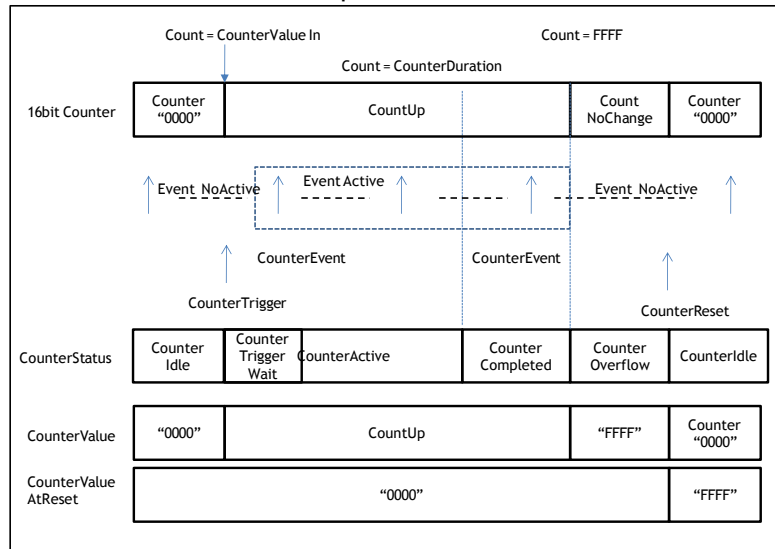 Count = CounterValue In
Count = FFFF
Count = CounterDuration
16bit Counter
Counter
“0000”
CountUp
Count
NoChange
Counter
“0000”
Event NoActive
Event Active
Event NoActive
CounterEvent
CounterEvent
CounterTrigger
CounterReset
CounterStatus
Counter
Idle
Counter
Trigger
Wait
CounterActive
Counter
Completed
Counter
Overflow
CounterIdle
CounterValue
“0000”
CountUp
“FFFF”
Counter
“0000”
CounterValue
AtReset
“0000”
“FFFF”